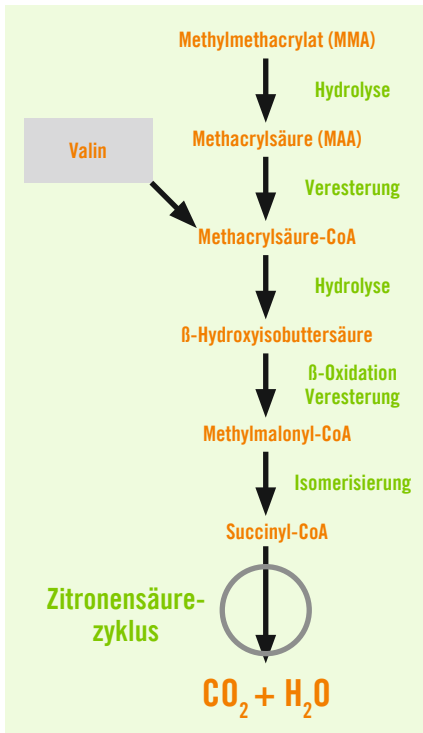 Methylmethacrylat (MMA)
Hydrolyse
Methacrylsäure (MAA)
Valin
Veresterung
Methacrylsäure-CoA
Hydrolyse
ß-Hydroxyisobuttersäure
ß-Oxidation
Veresterung
Methylmalonyl-CoA
Isomerisierung
Succinyl-CoA
Zitronensäure-
zyklus
CO₂ + H₂O